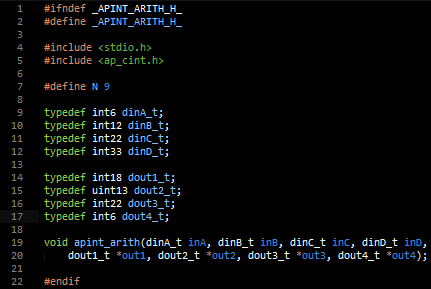 1 #ifndef _APINT_ARITH_H_
2 #define _APINT_ARITH_H_
3
4 #include <stdio.h>
5 #include <ap_cint.h>
6
7 #define N 9
8
9 typedef int6 dinA_t;
10 typedef int12 dinB_t;
11 typedef int22 dinC_t;
12 typedef int33 dinD_t;
13
14 typedef int18 dout1_t;
15 typedef uint13 dout2_t;
16 typedef int22 dout3_t;
17 typedef int6 dout4_t;
18
19 void apint_arith(dinA_t inA, dinB_t inB, dinC_t inC, dinD_t inD,
20 dout1_t *out1, dout2_t *out2, dout3_t *out3, dout4_t *out4);
21
22 #endif